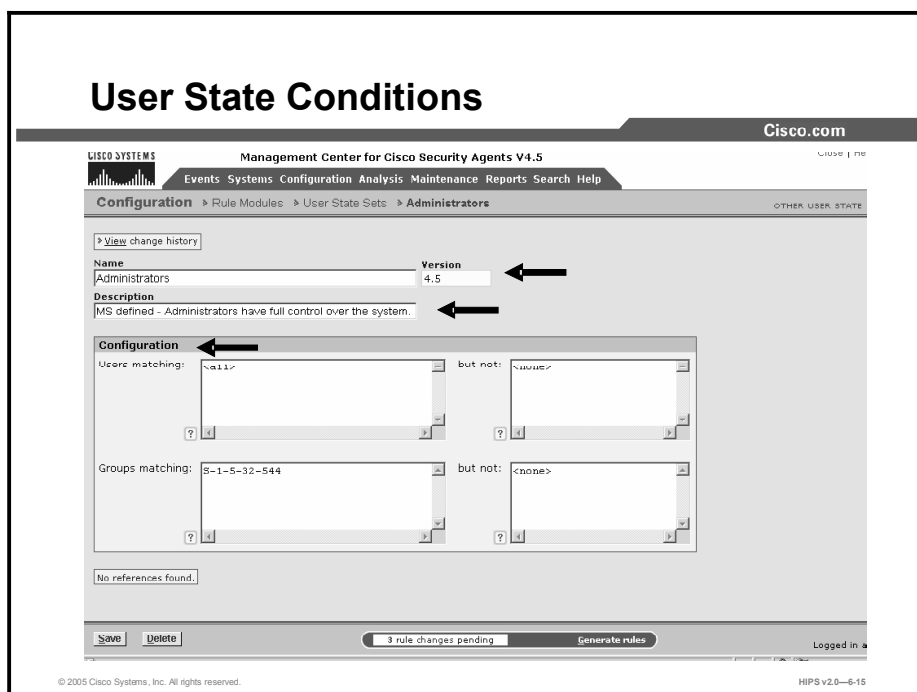 User State Conditions
Cisco.com
CISCO SYSTEMS
Management Center for Cisco Security Agents V4.5
Close | He
Events Systems Configuration Analysis Maintenance Reports Search Help
Configuration Rule Modules User State Sets Administrators
OTHER USER STATE
View change history
Name
Version
Administrators
4.5
Description
MS defined - Administrators have full control over the system.
Configuration
Users matching: <all> but not: <none>
?
?
Groups matching: S-1-5-32-544 but not: <none>
?
?
No references found.
Save Delete 3 rule changes pending Generate rules
Logged in a
© 2005 Cisco Systems, Inc. All rights reserved.
HIPS v2.0—6-15